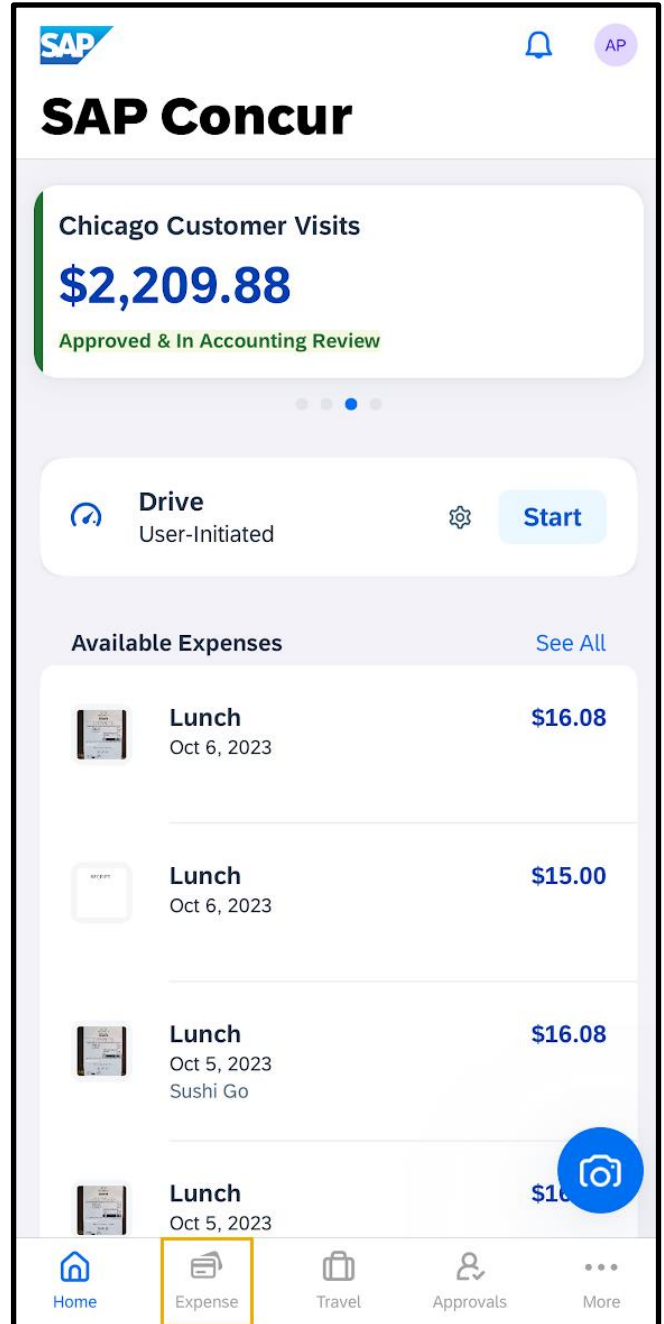 SAP
AP
SAP Concur
Chicago Customer Visits
$2,209.88
Approved & In Accounting Review
Drive
User-Initiated
Start
Available Expenses
See All
Lunch
$16.08
Oct 6, 2023
RECEIPT
Lunch
$15.00
Oct 6, 2023
Lunch
$16.08
Oct 5, 2023
Sushi Go
Lunch
Oct 5, 2023
Home
Expense
Travel
Approvals
More